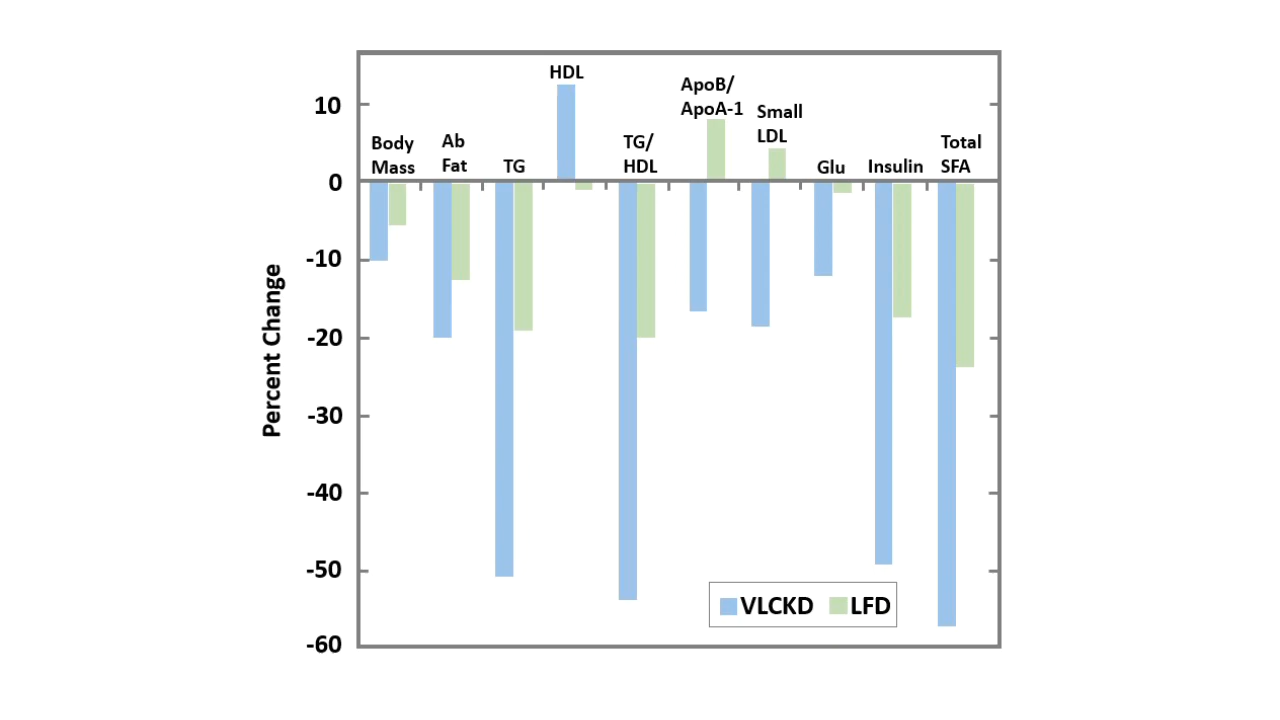 HDL
ApoB/
ApoA-1
Small
LDL
Body
Mass
Ab
Fat
TG
TG/
HDL
Glu
Insulin
Total
SFA
10
0
-10
-20
-30
-40
-50
-60
Percent Change
VLCKD
LFD